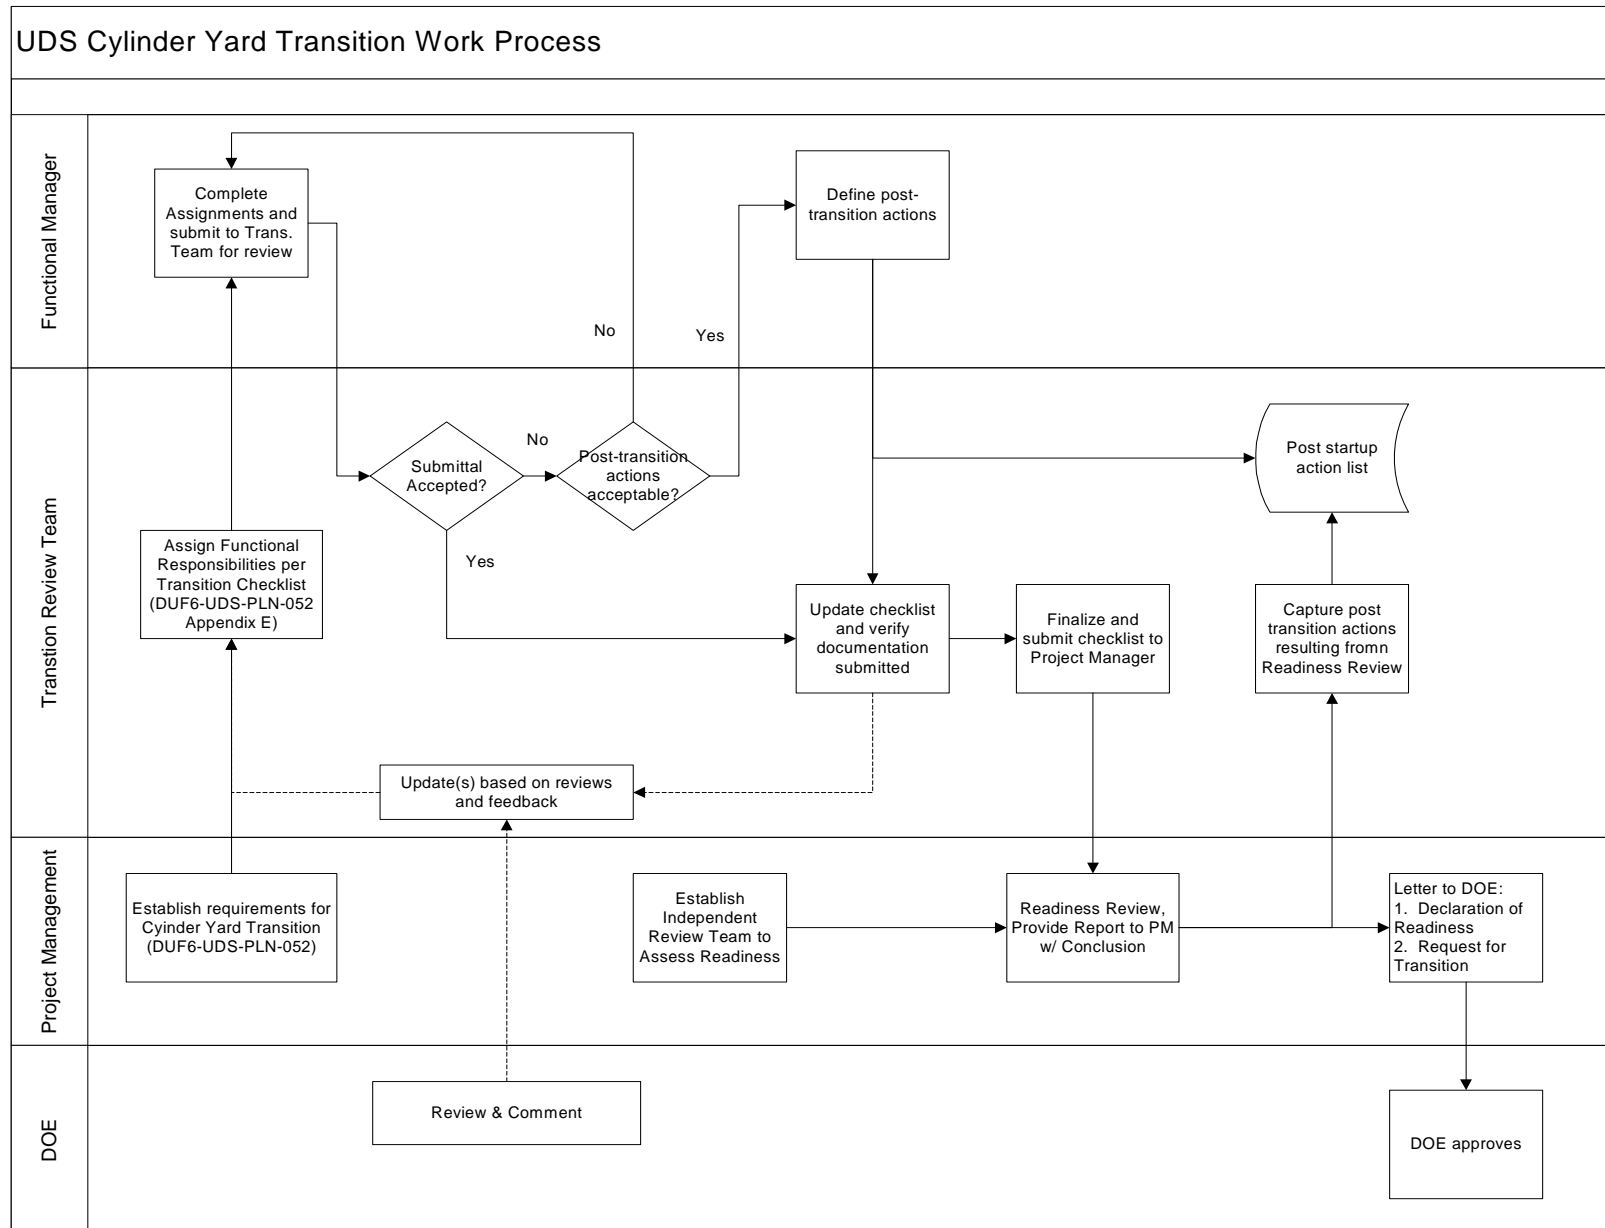 UDS Cylinder Yard Transition Work Process
Functional Manager
Complete
Assignments and
submit to Trans.
Team for review
Define post-
transition actions
No
Yes
Transtion Review Team
Submittal
Accepted?
No
Post-transition
actions
acceptable?
Yes
Post startup
action list
Assign Functional
Responsibilities per
Transition Checklist
(DUF6-UDS-PLN-052
Appendix E)
Update checklist
and verify
documentation
submitted
Finalize and
submit checklist to
Project Manager
Capture post
transition actions
resulting fromn
Readiness Review
Update(s) based on reviews
and feedback
Project Management
Establish requirements for
Cyinder Yard Transition
(DUF6-UDS-PLN-052)
Establish
Independent
Review Team to
Assess Readiness
Readiness Review,
Provide Report to PM
w/ Conclusion
Letter to DOE:
1.  Declaration of
Readiness
2.  Request for
Transition
DOE
Review & Comment
DOE approves